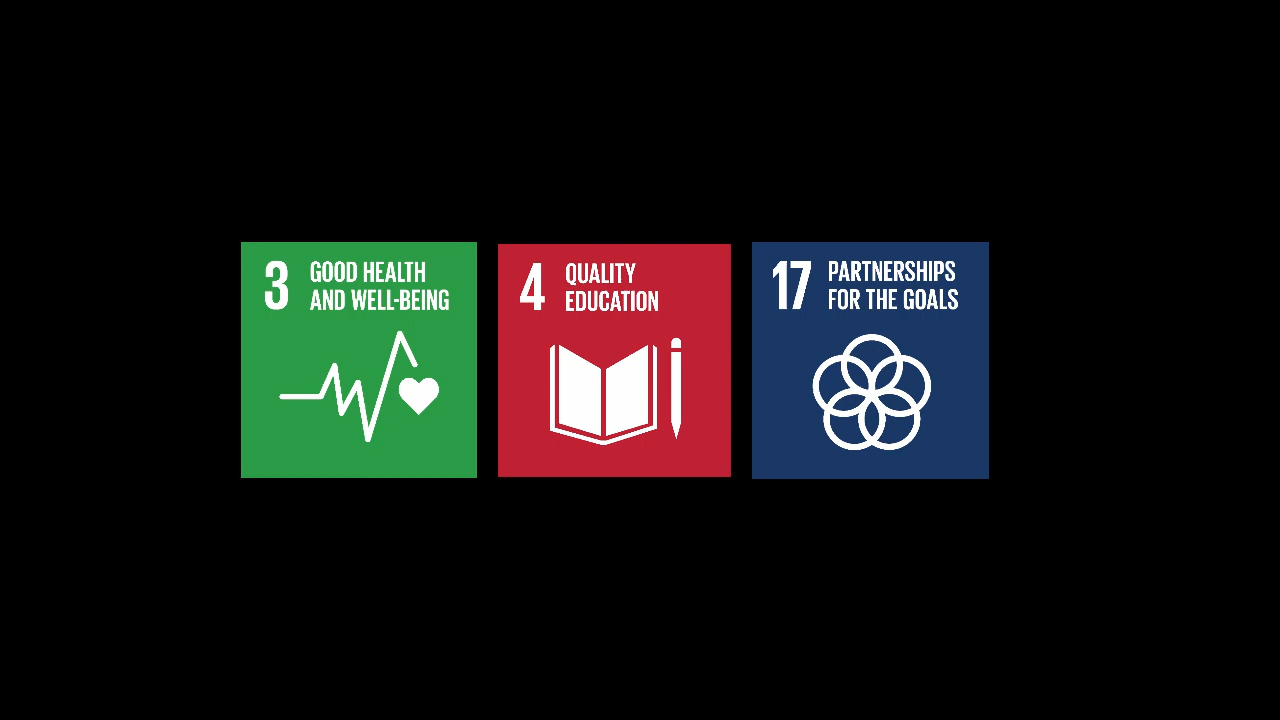 3
GOOD HEALTH
AND WELL-BEING
4
QUALITY
EDUCATION
17
PARTNERSHIPS
FOR THE GOALS